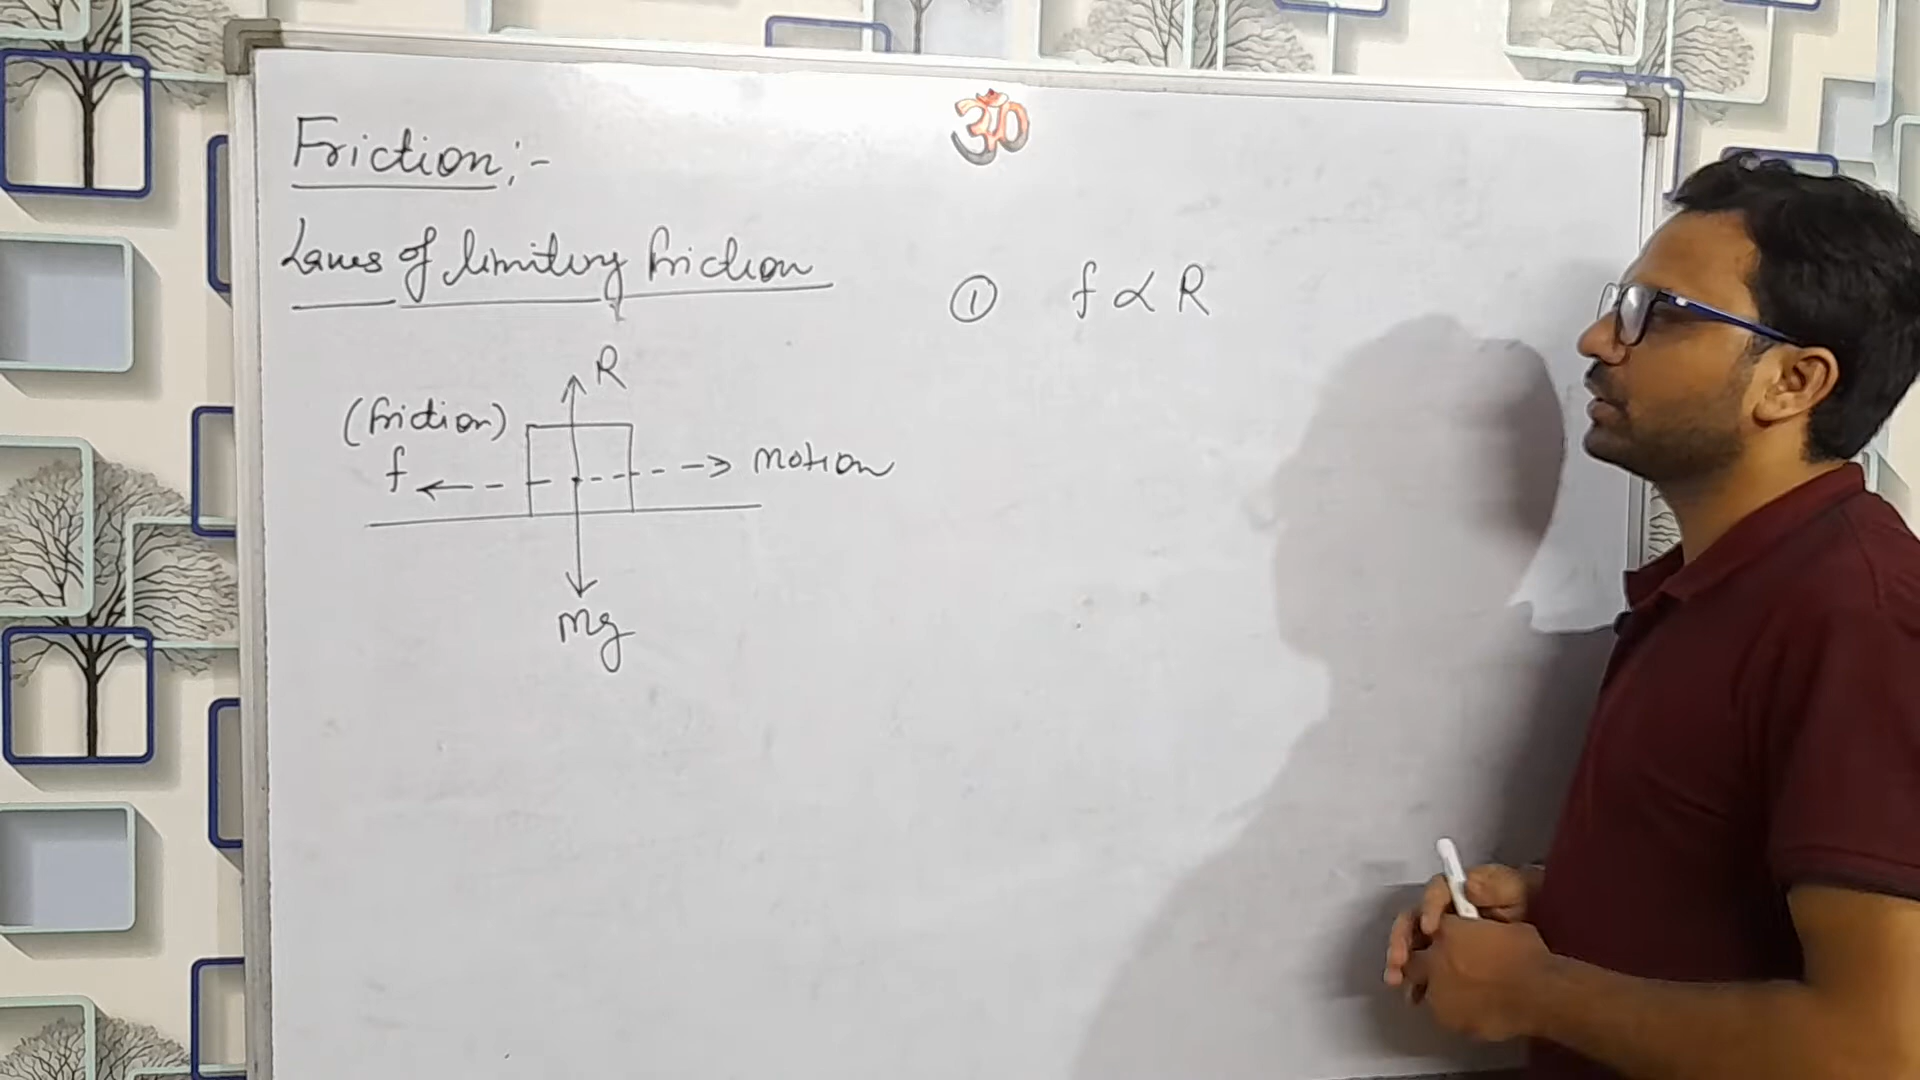 Friction:-
ॐ
Laws of limiting friction
① f ∝ R
R
(friction)
f
Motion
mg